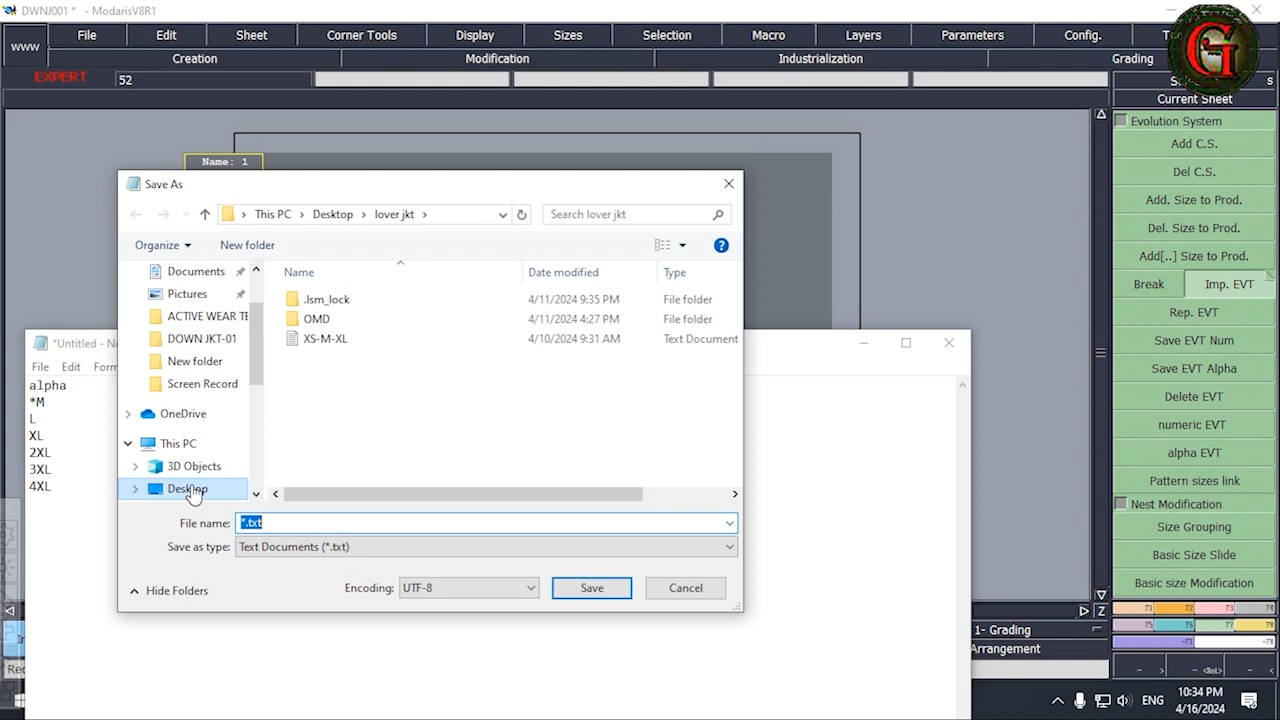 DWNJ001 * - ModarisV8R1
www
File Edit Sheet Corner Tools Display Sizes Selection Macro Layers Parameters Config.
Creation Modification Industrialization Grading
EXPERT 52
Current Sheet
Evolution System
Add C.S.
Del C.S.
Add. Size to Prod.
Del. Size to Prod.
Add[..] Size to Prod.
Break Imp. EVT
Rep. EVT
Save EVT Num
Save EVT Alpha
Delete EVT
numeric EVT
alpha EVT
Pattern sizes link
Nest Modification
Size Grouping
Basic Size Slide
Basic size Modification
Name: 1
Save As
This PC > Desktop > lover jkt >
Search lover jkt
Organize New folder
Documents
Pictures
ACTIVE WEAR TE
DOWN JKT-01
New folder
Screen Record
OneDrive
This PC
3D Objects
Desktop
Name Date modified Type
.lsm_lock 4/11/2024 9:35 PM File folder
OMD 4/11/2024 4:27 PM File folder
XS-M-XL 4/10/2024 9:31 AM Text Document
File name: *.txt
Save as type: Text Documents (*.txt)
Hide Folders Encoding: UTF-8 Save Cancel
*Untitled - No
File Edit Form
alpha
*M
L
XL
2XL
3XL
4XL
1- Grading
Arrangement
Z
G
ENG
10:34 PM
4/16/2024